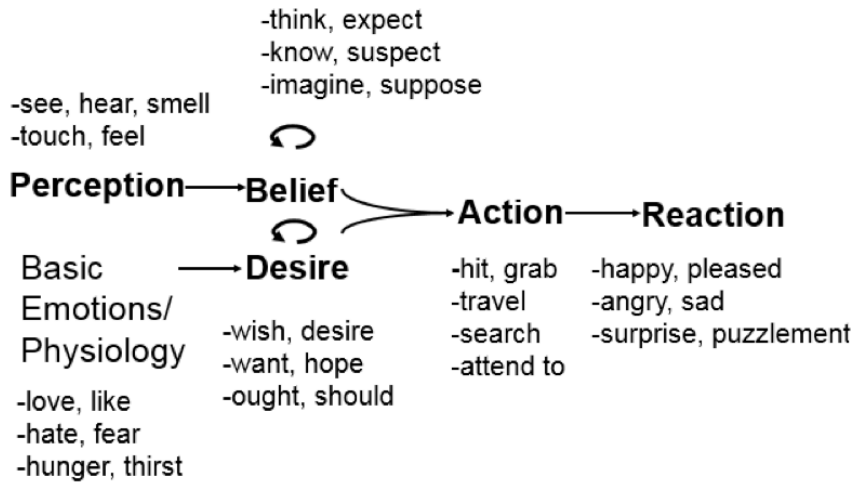 -think, expect
-know, suspect
-imagine, suppose
-see, hear, smell
-touch, feel
Perception
Belief
Action
Reaction
Basic
Emotions/
Physiology
Desire
-love, like
-hate, fear
-hunger, thirst
-wish, desire
-want, hope
-ought, should
-hit, grab
-travel
-search
-attend to
-happy, pleased
-angry, sad
-surprise, puzzlement